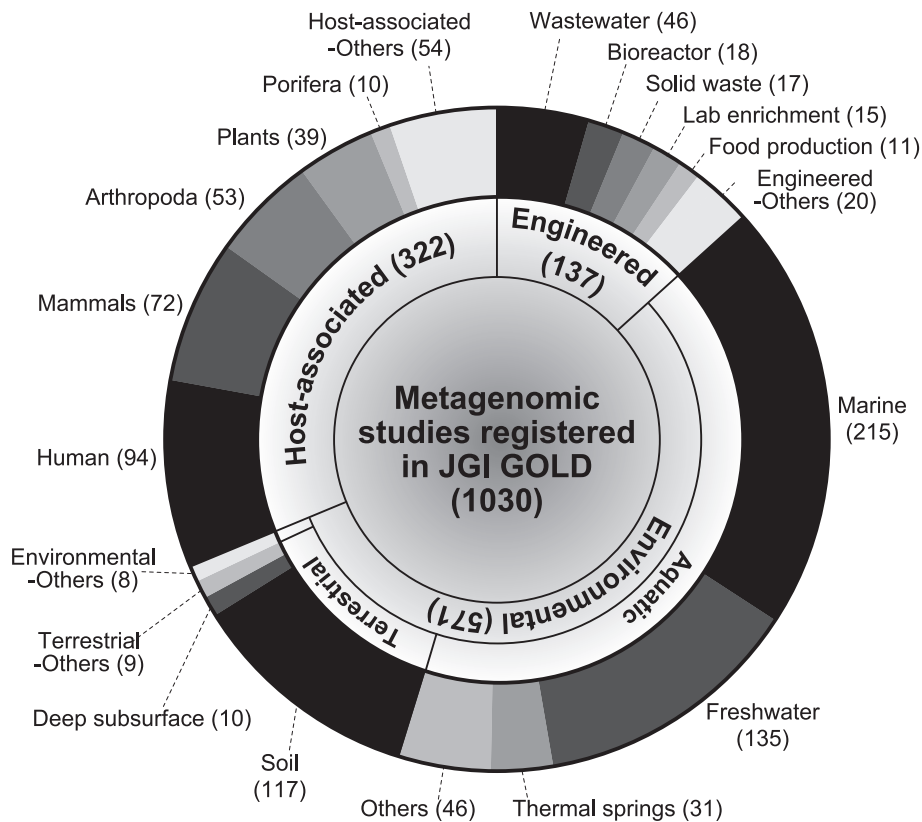 Host-associated
-Others (54)
Wastewater (46)
Bioreactor (18)
Porifera (10)
Solid waste (17)
Plants (39)
Lab enrichment (15)
Food production (11)
Arthropoda (53)
Engineered
-Others (20)
Mammals (72)
Human (94)
Environmental
-Others (8)
Terrestrial
-Others (9)
Deep subsurface (10)
Soil
(117)
Others (46)
Thermal springs (31)
Freshwater
(135)
Marine
(215)
Host-associated (322)
Engineered
(137)
Environmental (571)
Aquatic
Terrestrial
Metagenomic
studies registered
in JGI GOLD
(1030)